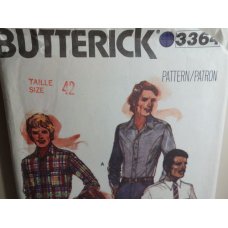 BUTTERICK 3364
PATTERN/PATRON
TAILLE
SIZE 42
A